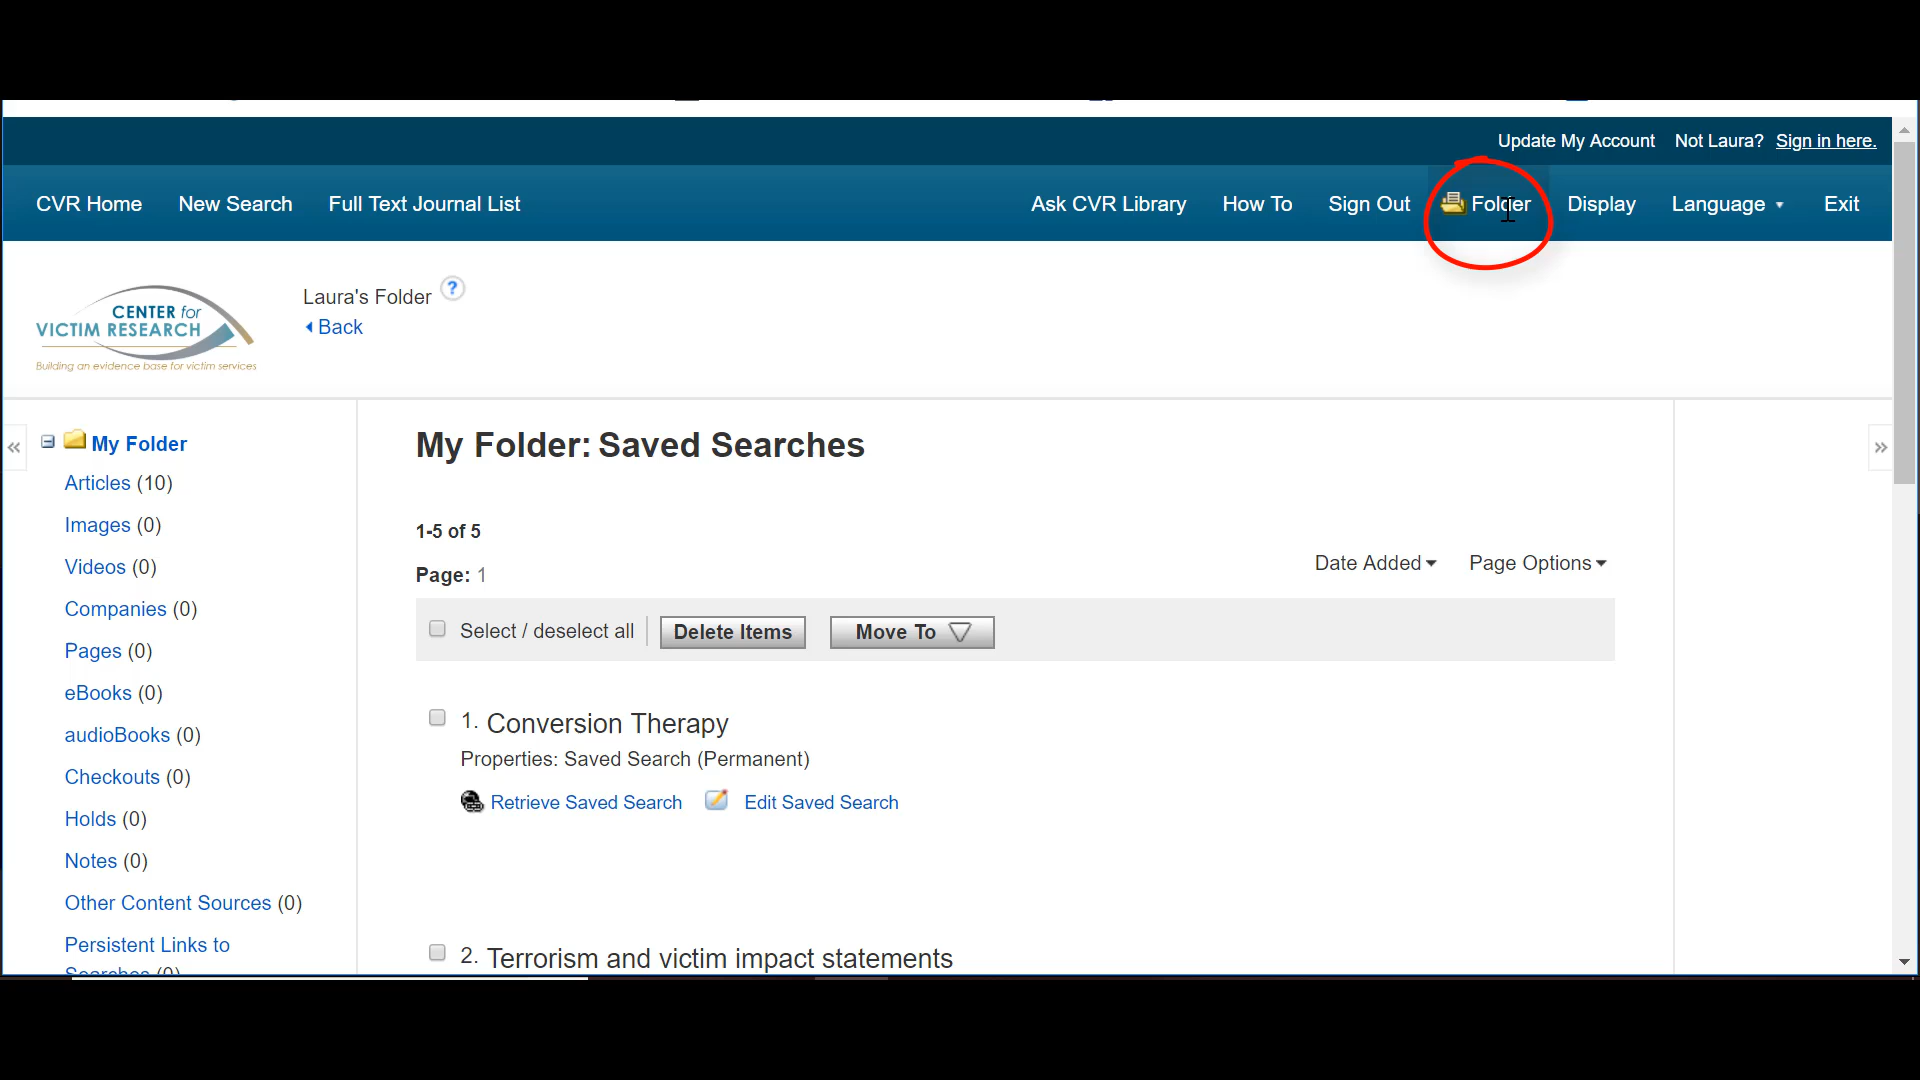 Update My Account Not Laura? Sign in here.
CVR Home New Search Full Text Journal List Ask CVR Library How To Sign Out Folder Display Language Exit
CENTER for
VICTIM RESEARCH
Building an evidence base for victim services
Laura's Folder ?
Back
My Folder
Articles (10)
Images (0)
Videos (0)
Companies (0)
Pages (0)
eBooks (0)
audioBooks (0)
Checkouts (0)
Holds (0)
Notes (0)
Other Content Sources (0)
Persistent Links to
Searches (0)
My Folder: Saved Searches
1-5 of 5
Page: 1
Date Added Page Options
Select / deselect all Delete Items Move To
1. Conversion Therapy
Properties: Saved Search (Permanent)
Retrieve Saved Search Edit Saved Search
2. Terrorism and victim impact statements